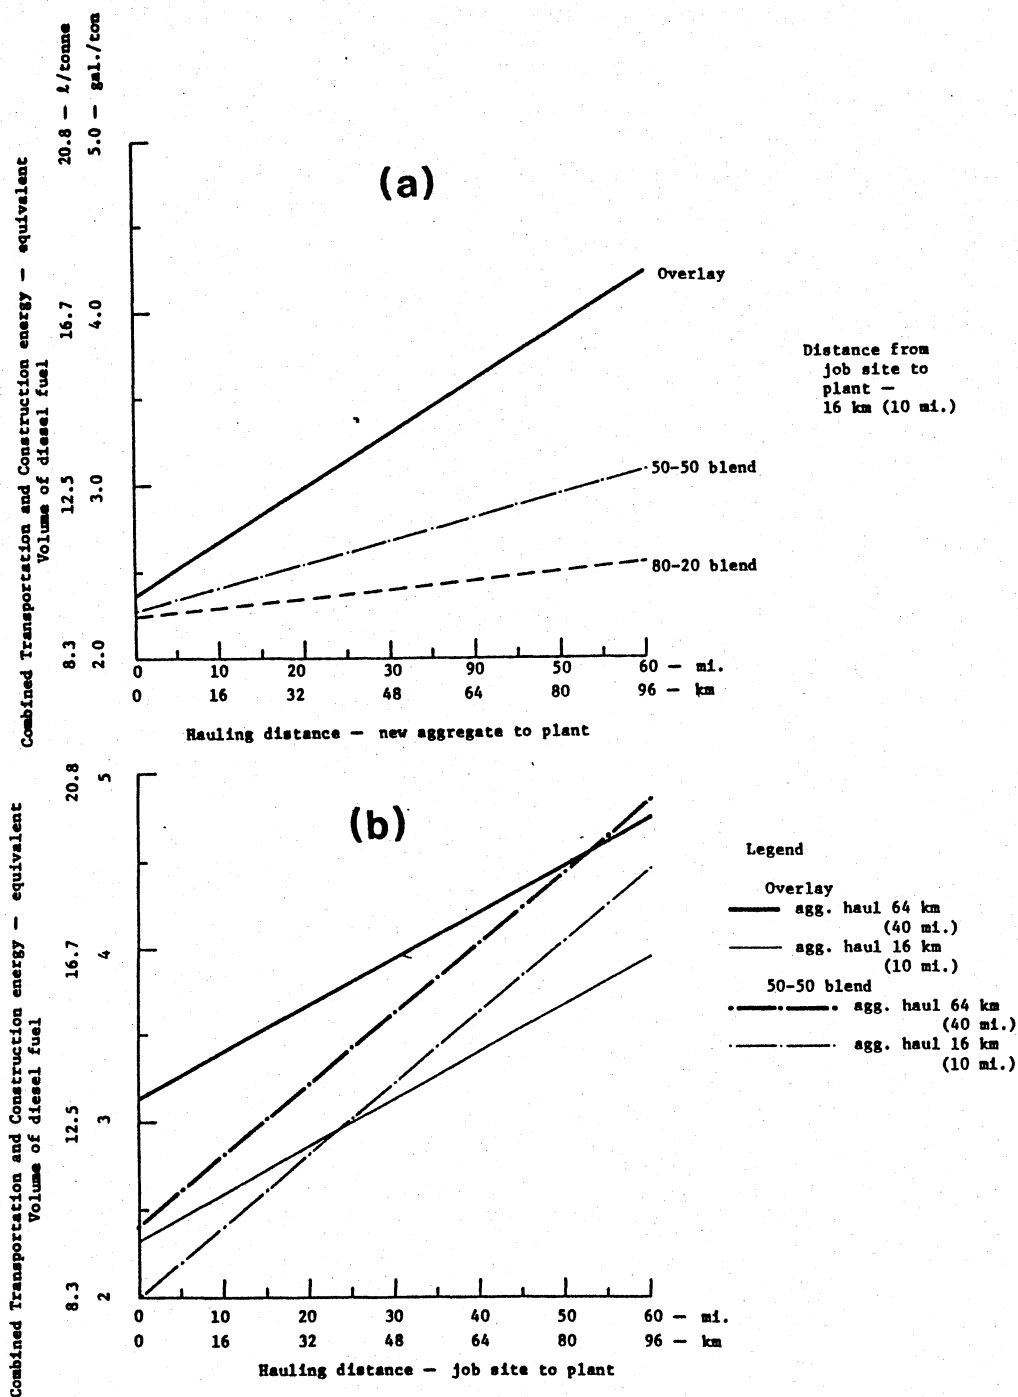 20.8 — ℓ/tonne
5.0 — gal./ton
Combined Transportation and Construction energy — equivalent
Volume of diesel fuel
16.7
4.0
12.5
3.0
8.3
2.0
(a)
Overlay
Distance from
job site to
plant —
16 km (10 mi.)
50-50 blend
80-20 blend
0 10 20 30 90 50 60 — mi.
0 16 32 48 64 80 96 — km
Hauling distance — new aggregate to plant
20.8
5
Combined Transportation and Construction energy — equivalent
Volume of diesel fuel
16.7
4
12.5
3
8.3
2
(b)
Legend
Overlay
agg. haul 64 km
(40 mi.)
agg. haul 16 km
(10 mi.)
50-50 blend
agg. haul 64 km
(40 mi.)
agg. haul 16 km
(10 mi.)
0 10 20 30 40 50 60 — mi.
0 16 32 48 64 80 96 — km
Hauling distance — job site to plant